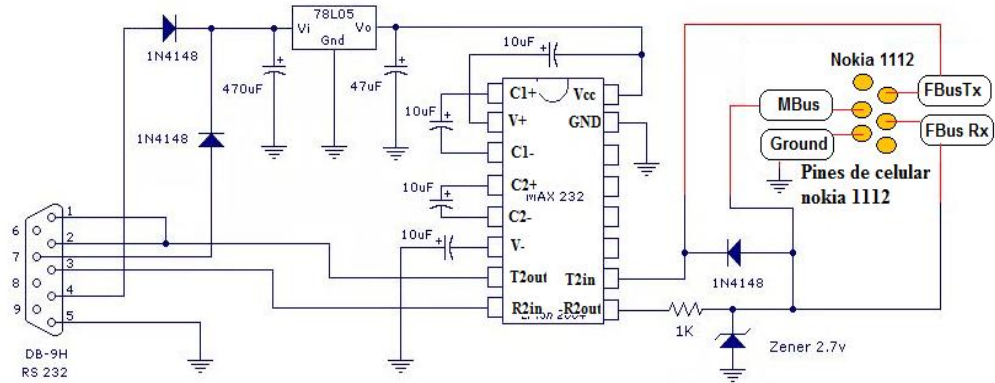 78L05
Vi
Vo
Gnd
1N4148
470uF
47uF
10uF
1N4148
10uF
10uF
10uF
C1+
V+
C1-
C2+
C2-
V-
T2out
R2in
Vcc
GND
MAX 232
T2in
R2out
Nokia 1112
MBus
Ground
FBusTx
FBus Rx
Pines de celular
nokia 1112
1N4148
1K
Zener 2.7v
1
2
3
4
5
6
7
8
9
DB-9H
RS 232